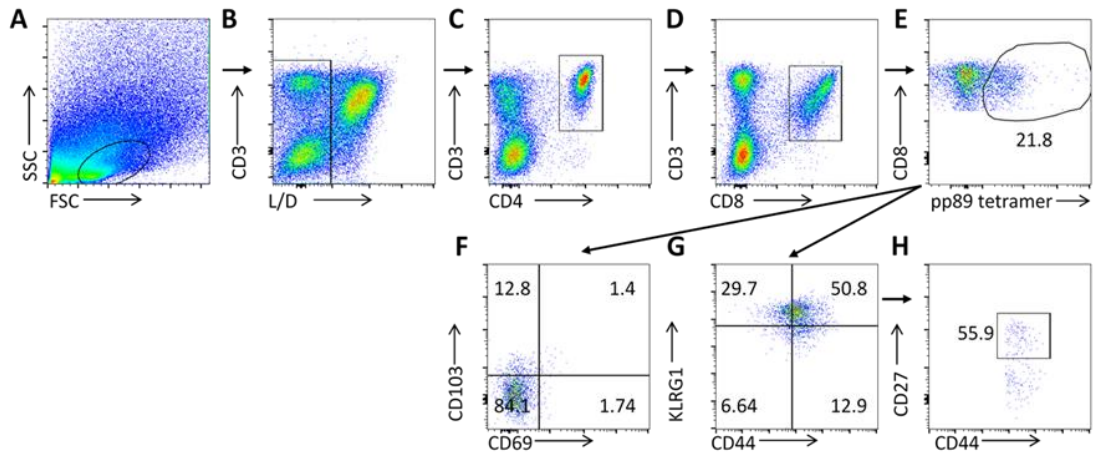 A
SSC
FSC
B
CD3
L/D
C
CD3
CD4
D
CD3
CD8
E
CD8
21.8
pp89 tetramer
F
12.8 1.4
84.1 1.74
CD103
CD69
G
29.7 50.8
6.64 12.9
KLRG1
CD44
H
55.9
CD27
CD44